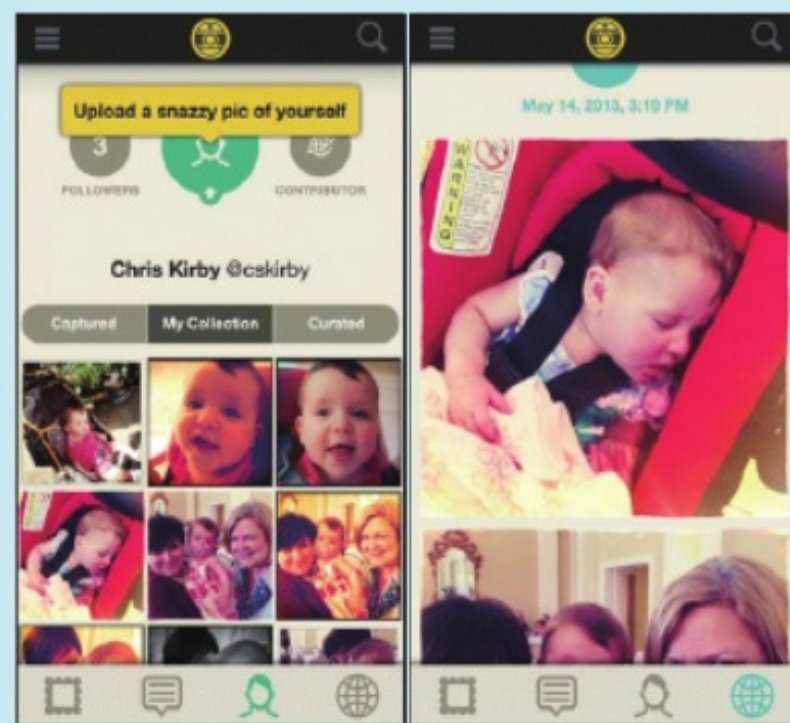 Upload a snazzy pic of yourself
3
FOLLOWERS
CONTRIBUTOR
Chris Kirby @cskirby
Captured
My Collection
Curated
May 14, 2013, 3:19 PM
WARNING